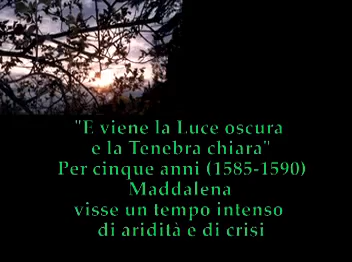 "E viene la Luce oscura
e la Tenebra chiara"
Per cinque anni (1585-1590)
Maddalena
visse un tempo intenso
di aridità e di crisi